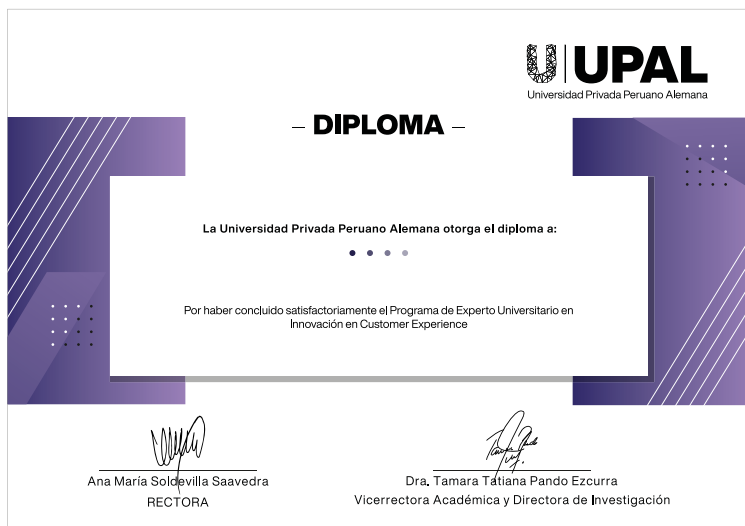 UPAL
Universidad Privada Peruano Alemana
– DIPLOMA –
La Universidad Privada Peruano Alemana otorga el diploma a:
Por haber concluido satisfactoriamente el Programa de Experto Universitario en
Innovación en Customer Experience
Ana María Soldevilla Saavedra
RECTORA
Dra. Tamara Tatiana Pando Ezcurra
Vicerrectora Académica y Directora de Investigación